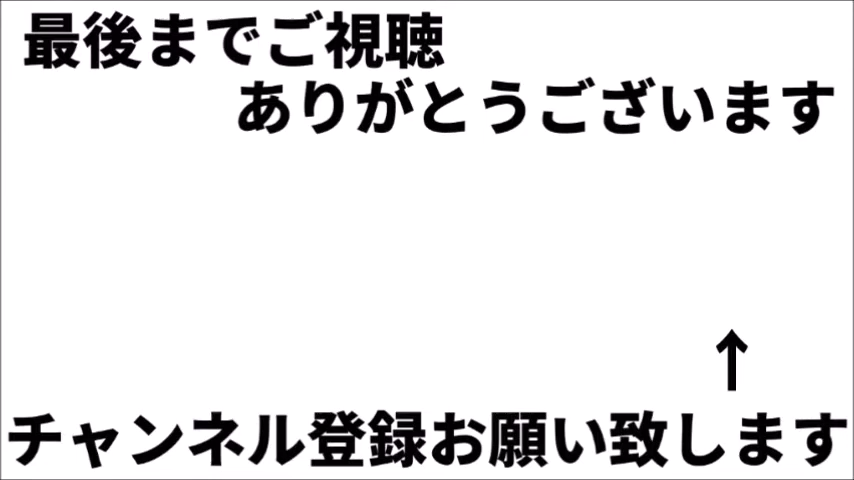 最後までご視聴
ありがとうございます
↑
チャンネル登録お願い致します